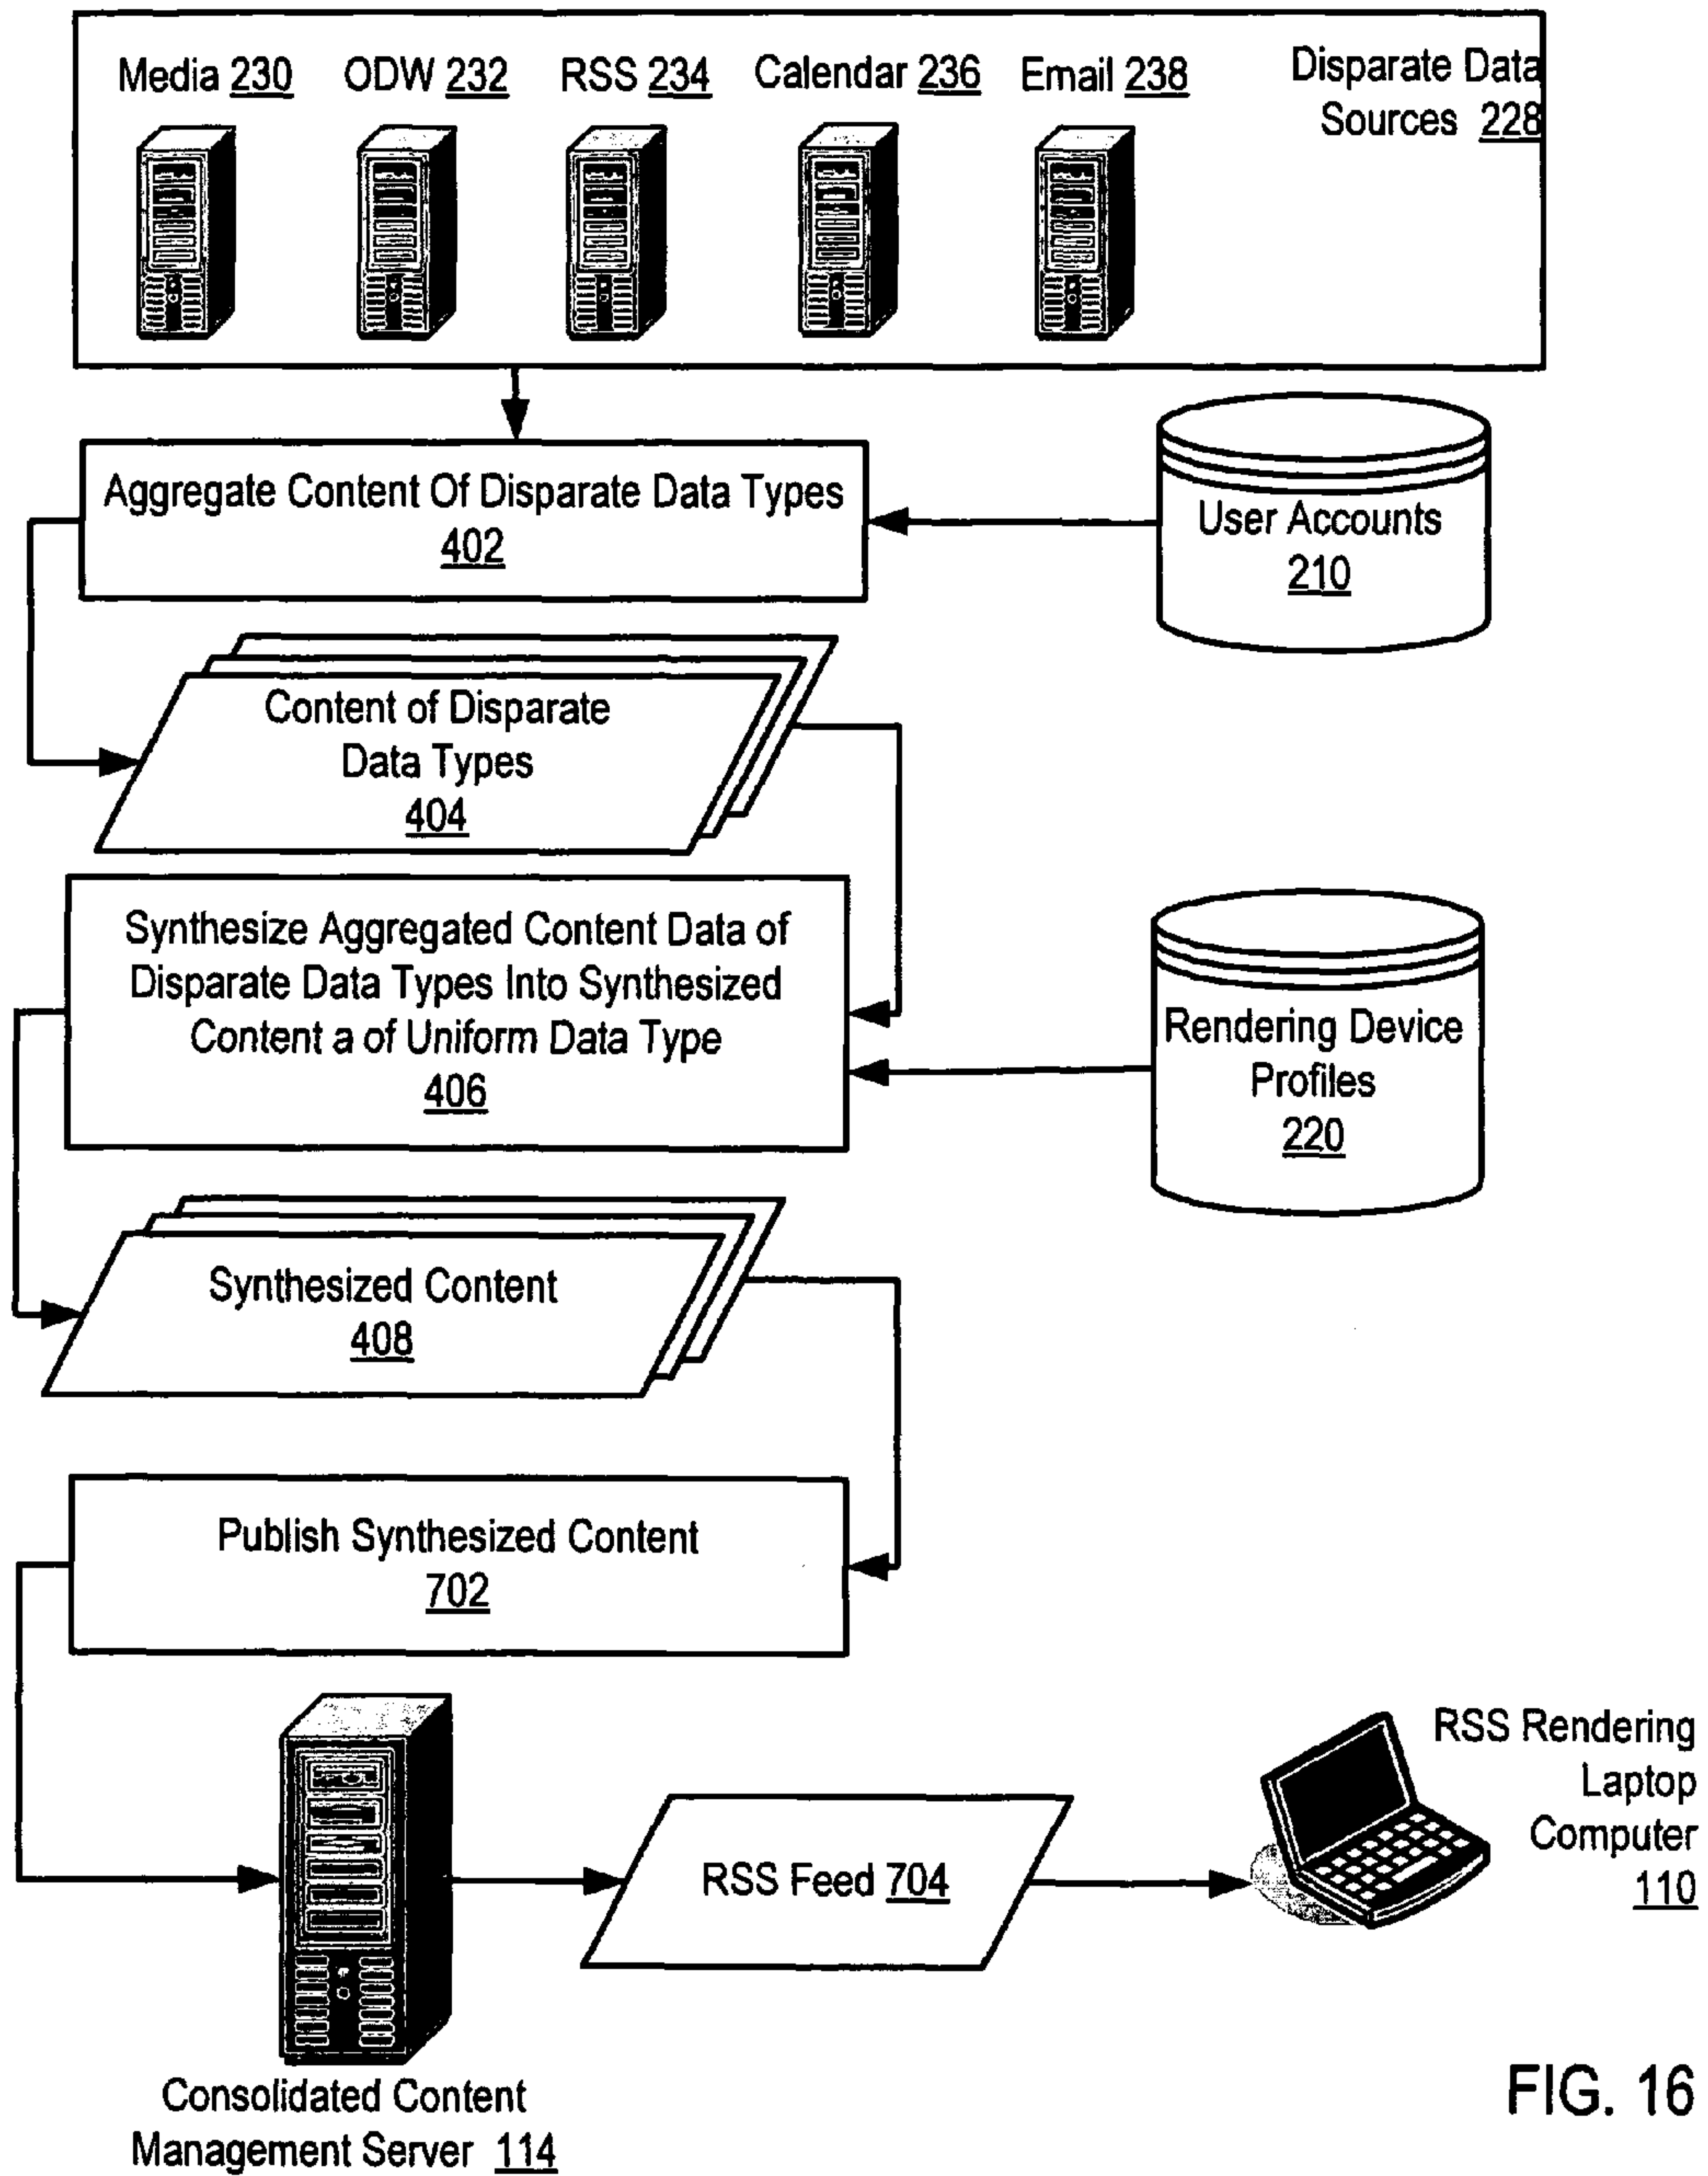 Media 230
ODW 232
RSS 234
Calendar 236
Email 238
Disparate Data
Sources 228
Aggregate Content Of Disparate Data Types
402
User Accounts
210
Content of Disparate
Data Types
404
Synthesize Aggregated Content Data of
Disparate Data Types Into Synthesized
Content a of Uniform Data Type
406
Rendering Device
Profiles
220
Synthesized Content
408
Publish Synthesized Content
702
RSS Feed 704
RSS Rendering
Laptop
Computer
110
Consolidated Content
Management Server 114
FIG. 16